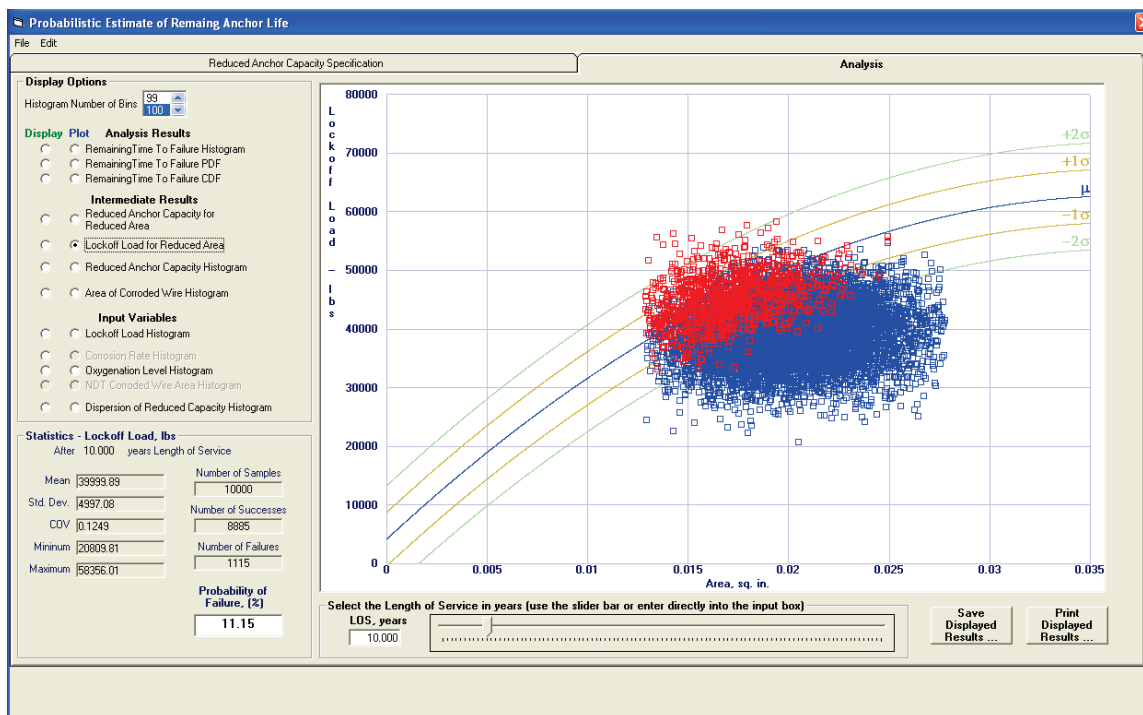 Probabilistic Estimate of Remaing Anchor Life
File Edit
Reduced Anchor Capacity Specification
Analysis
Display Options
Histogram Number of Bins
99
100
Display Plot Analysis Results
RemainingTime To Failure Histogram
RemainingTime To Failure PDF
RemainingTime To Failure CDF
Intermediate Results
Reduced Anchor Capacity for
Reduced Area
Lockoff Load for Reduced Area
Reduced Anchor Capacity Histogram
Area of Corroded Wire Histogram
Input Variables
Lockoff Load Histogram
Corrosion Rate Histogram
Oxygenation Level Histogram
NDT Corroded Wire Area Histogram
Dispersion of Reduced Capacity Histogram
Statistics - Lockoff Load, lbs
After 10.000 years Length of Service
Mean 39999.89
Std. Dev. 4997.08
COV 0.1249
Mininum 20809.81
Maximum 58356.01
Number of Samples
10000
Number of Successes
8885
Number of Failures
1115
Probability of
Failure, (%)
11.15
Lockoff Load - lbs
80000
70000
60000
50000
40000
30000
20000
10000
0
+2σ
+1σ
μ
-1σ
-2σ
0 0.005 0.01 0.015 0.02 0.025 0.03 0.035
Area, sq. in.
Select the Length of Service in years (use the slider bar or enter directly into the input box)
LOS, years
10.000
Save
Displayed
Results ...
Print
Displayed
Results ...